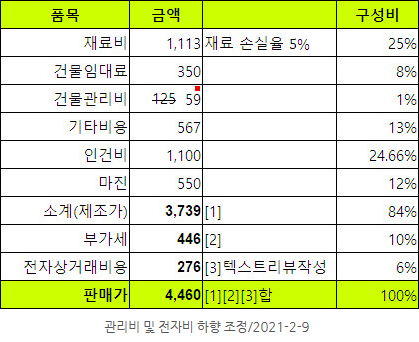 품목 금액 구성비
재료비 1,113 재료 손실율 5% 25%
건물임대료 350 8%
건물관리비 125 59 1%
기타비용 567 13%
인건비 1,100 24.66%
마진 550 12%
소계(제조가) 3,739 [1] 84%
부가세 446 [2] 10%
전자상거래비용 276 [3]텍스트리뷰작성 6%
판매가 4,460 [1][2][3]합 100%
관리비 및 전자비 하향 조정/2021-2-9